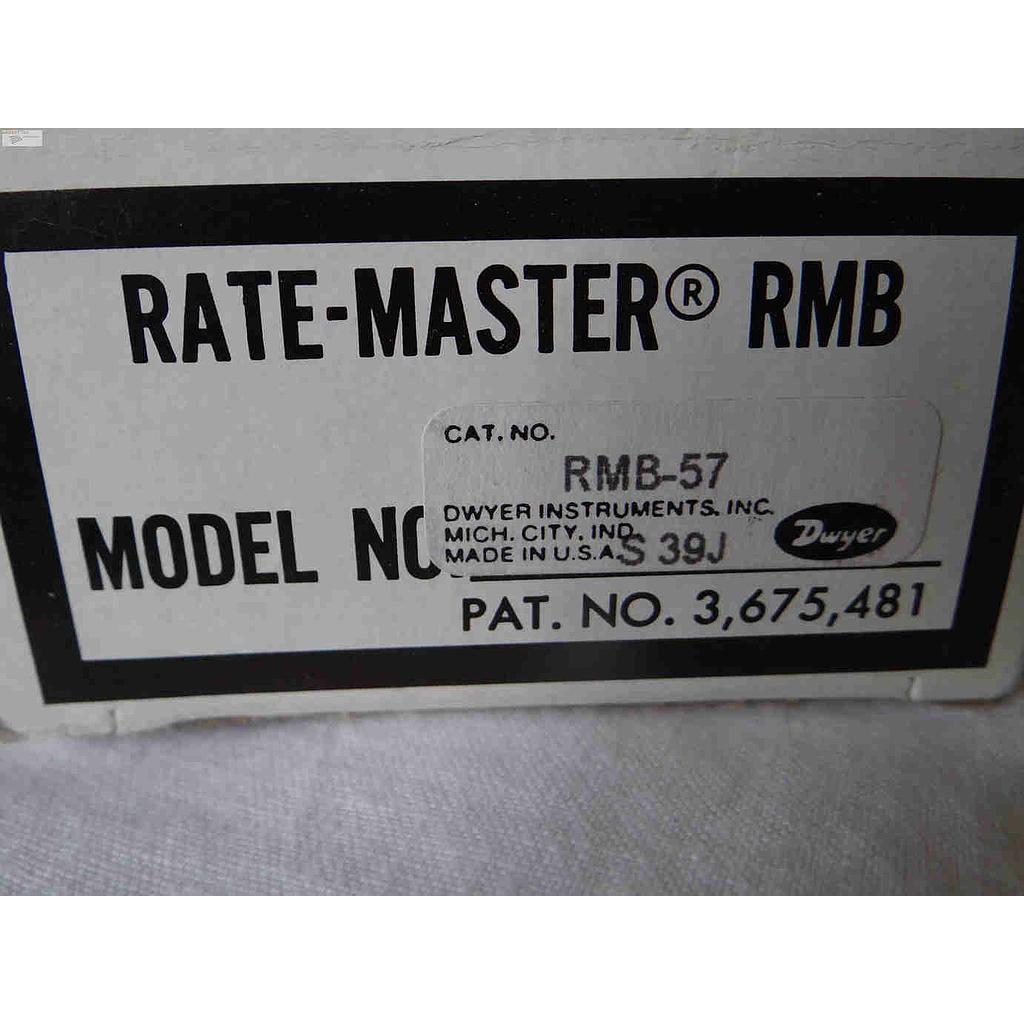 RATE-MASTER® RMB
CAT. NO.
RMB-57
MODEL NO.
DWYER INSTRUMENTS, INC.
MICH. CITY, IND.
MADE IN U.S.A.
S 39J
Dwyer
PAT. NO. 3,675,481